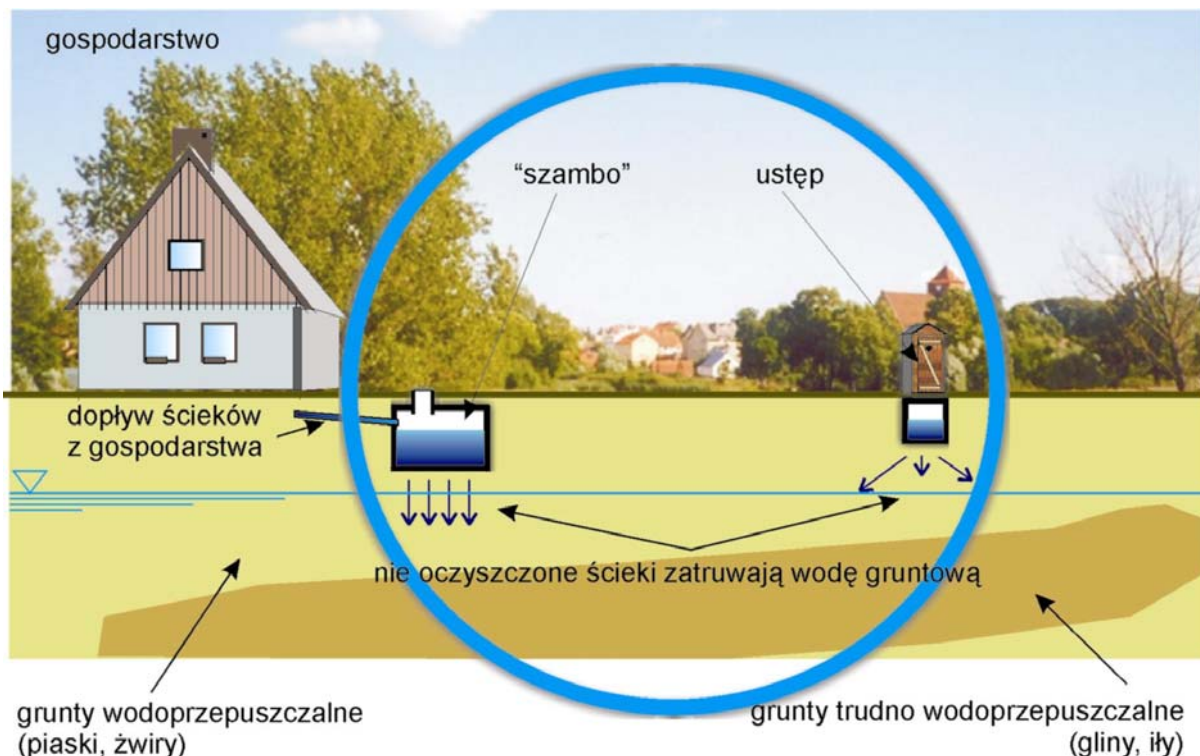 gospodarstwo
“szambo”
ustęp
dopływ ścieków
z gospodarstwa
nie oczyszczone ścieki zatruwają wodę gruntową
grunty wodoprzepuszczalne
(piaski, żwiry)
grunty trudno wodoprzepuszczalne
(gliny, iły)